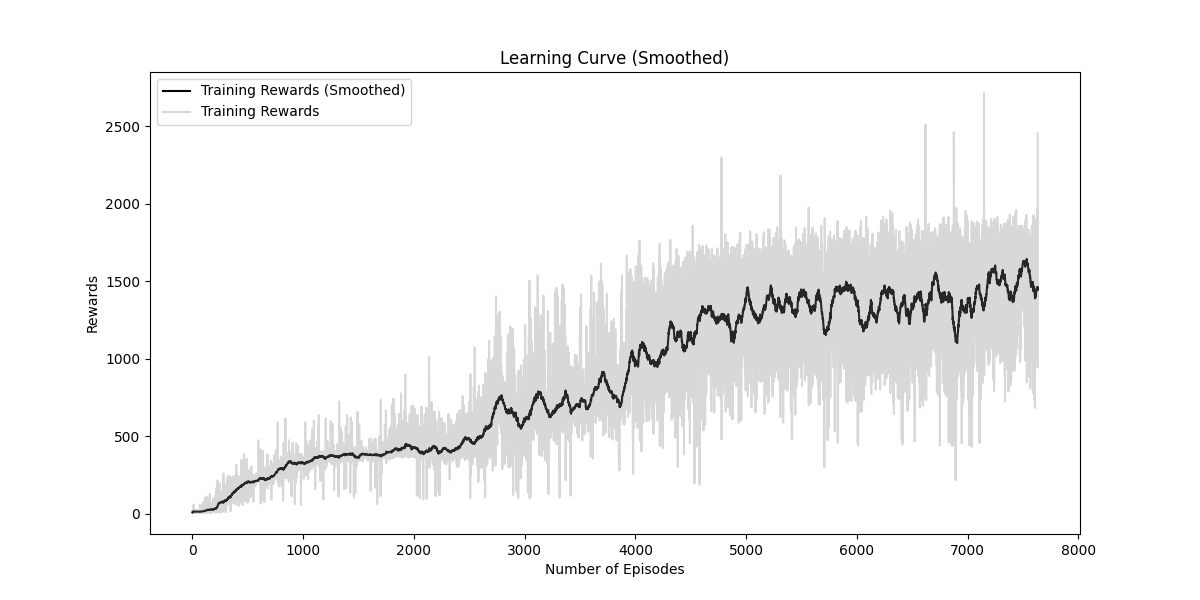 Learning Curve (Smoothed)
Training Rewards (Smoothed)
Training Rewards
2500
2000
1500
1000
500
0
Rewards
0 1000 2000 3000 4000 5000 6000 7000 8000
Number of Episodes